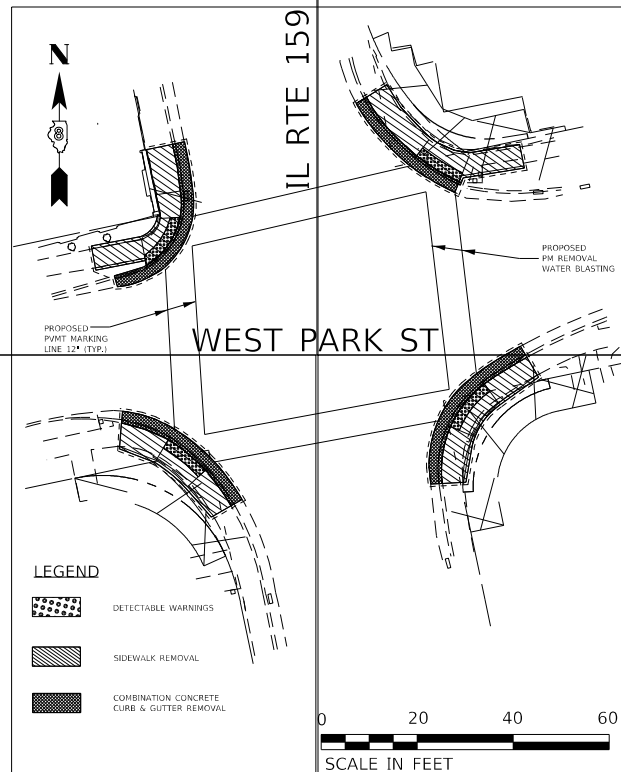 N
8
IL RTE 159
PROPOSED
PM REMOVAL
WATER BLASTING
PROPOSED
PVMT MARKING
LINE 12" (TYP.)
WEST PARK ST
LEGEND
DETECTABLE WARNINGS
SIDEWALK REMOVAL
COMBINATION CONCRETE
CURB & GUTTER REMOVAL
0 20 40 60
SCALE IN FEET